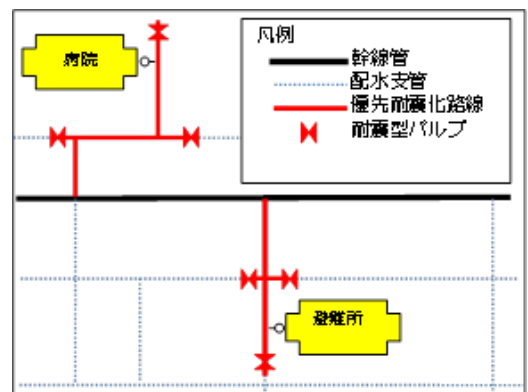 病院
凡例
幹線管
配水支管
優先耐震化路線
耐震型バルブ
避難所